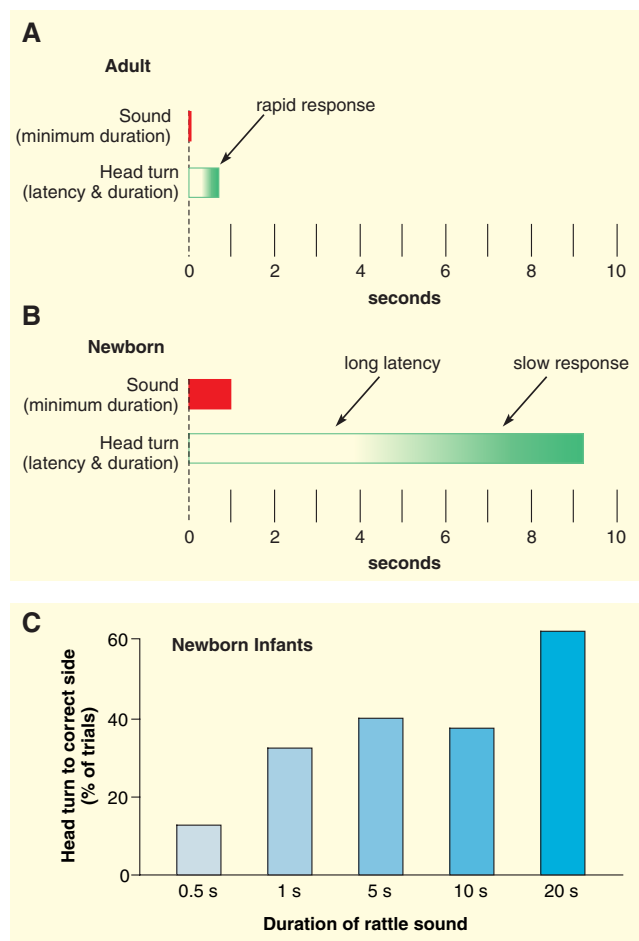 A
Adult
Sound
(minimum duration)
rapid response
Head turn
(latency & duration)
0 2 4 6 8 10
seconds
B
Newborn
Sound
(minimum duration)
long latency
slow response
Head turn
(latency & duration)
0 2 4 6 8 10
seconds
C
Newborn Infants
Head turn to correct side
(% of trials)
60
40
20
0
0.5 s 1 s 5 s 10 s 20 s
Duration of rattle sound